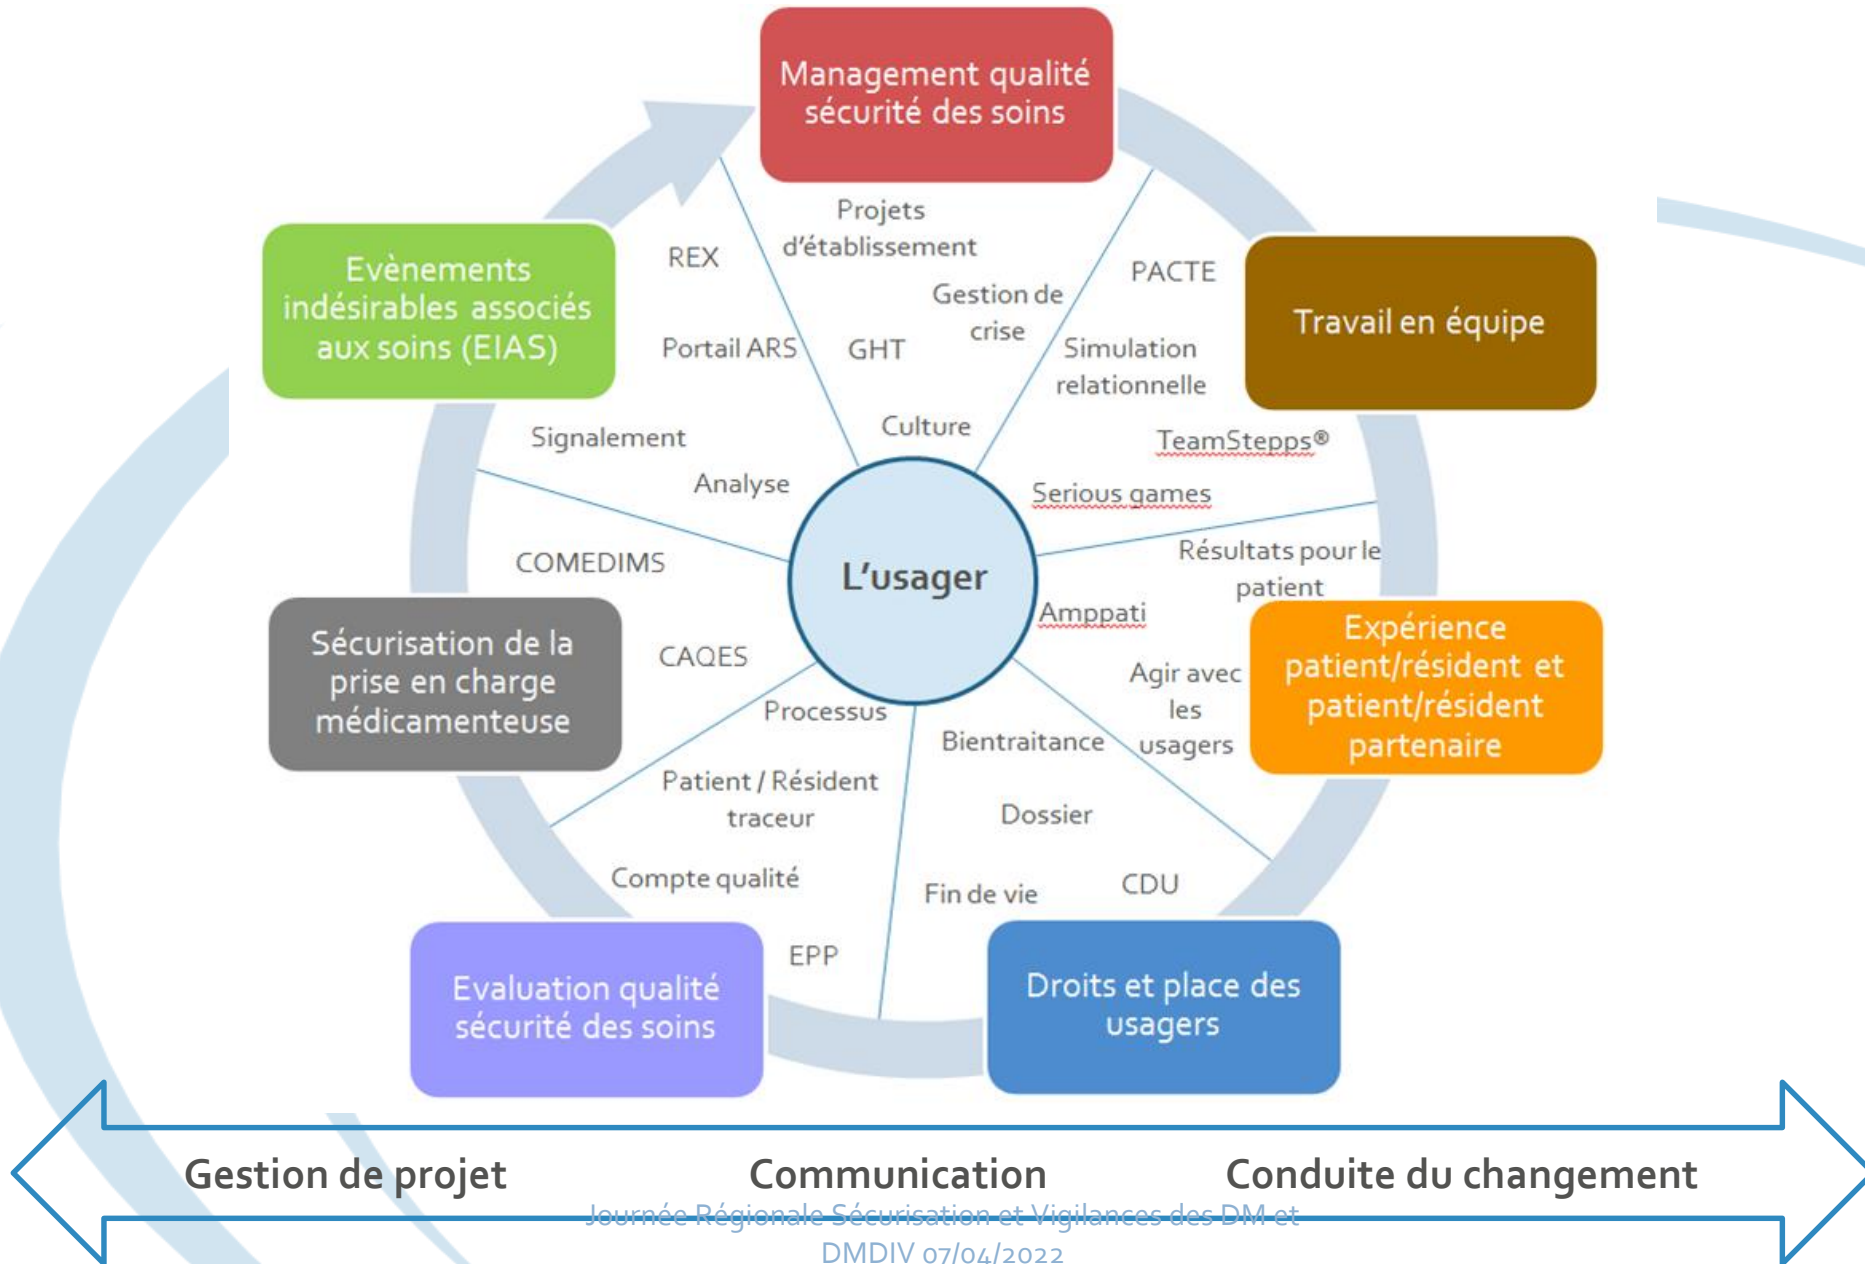 Management qualité
sécurité des soins
Projets
d'établissement
Gestion de
crise
GHT
Culture
PACTE
Simulation
relationnelle
TeamStepps®
Serious games
Travail en équipe
Résultats pour le
patient
Amppati
Agir avec
les
usagers
Expérience
patient/résident et
patient/résident
partenaire
Bientraitance
Dossier
CDU
Fin de vie
Droits et place des
usagers
Processus
Patient / Résident
traceur
Compte qualité
EPP
Evaluation qualité
sécurité des soins
COMEDIMS
CAQES
Sécurisation de la
prise en charge
médicamenteuse
REX
Portail ARS
Signalement
Analyse
Evènements
indésirables associés
aux soins (EIAS)
L'usager
Gestion de projet
Communication
Conduite du changement
Journée Régionale Sécurisation et Vigilances des DM et
DMDIV 07/04/2022